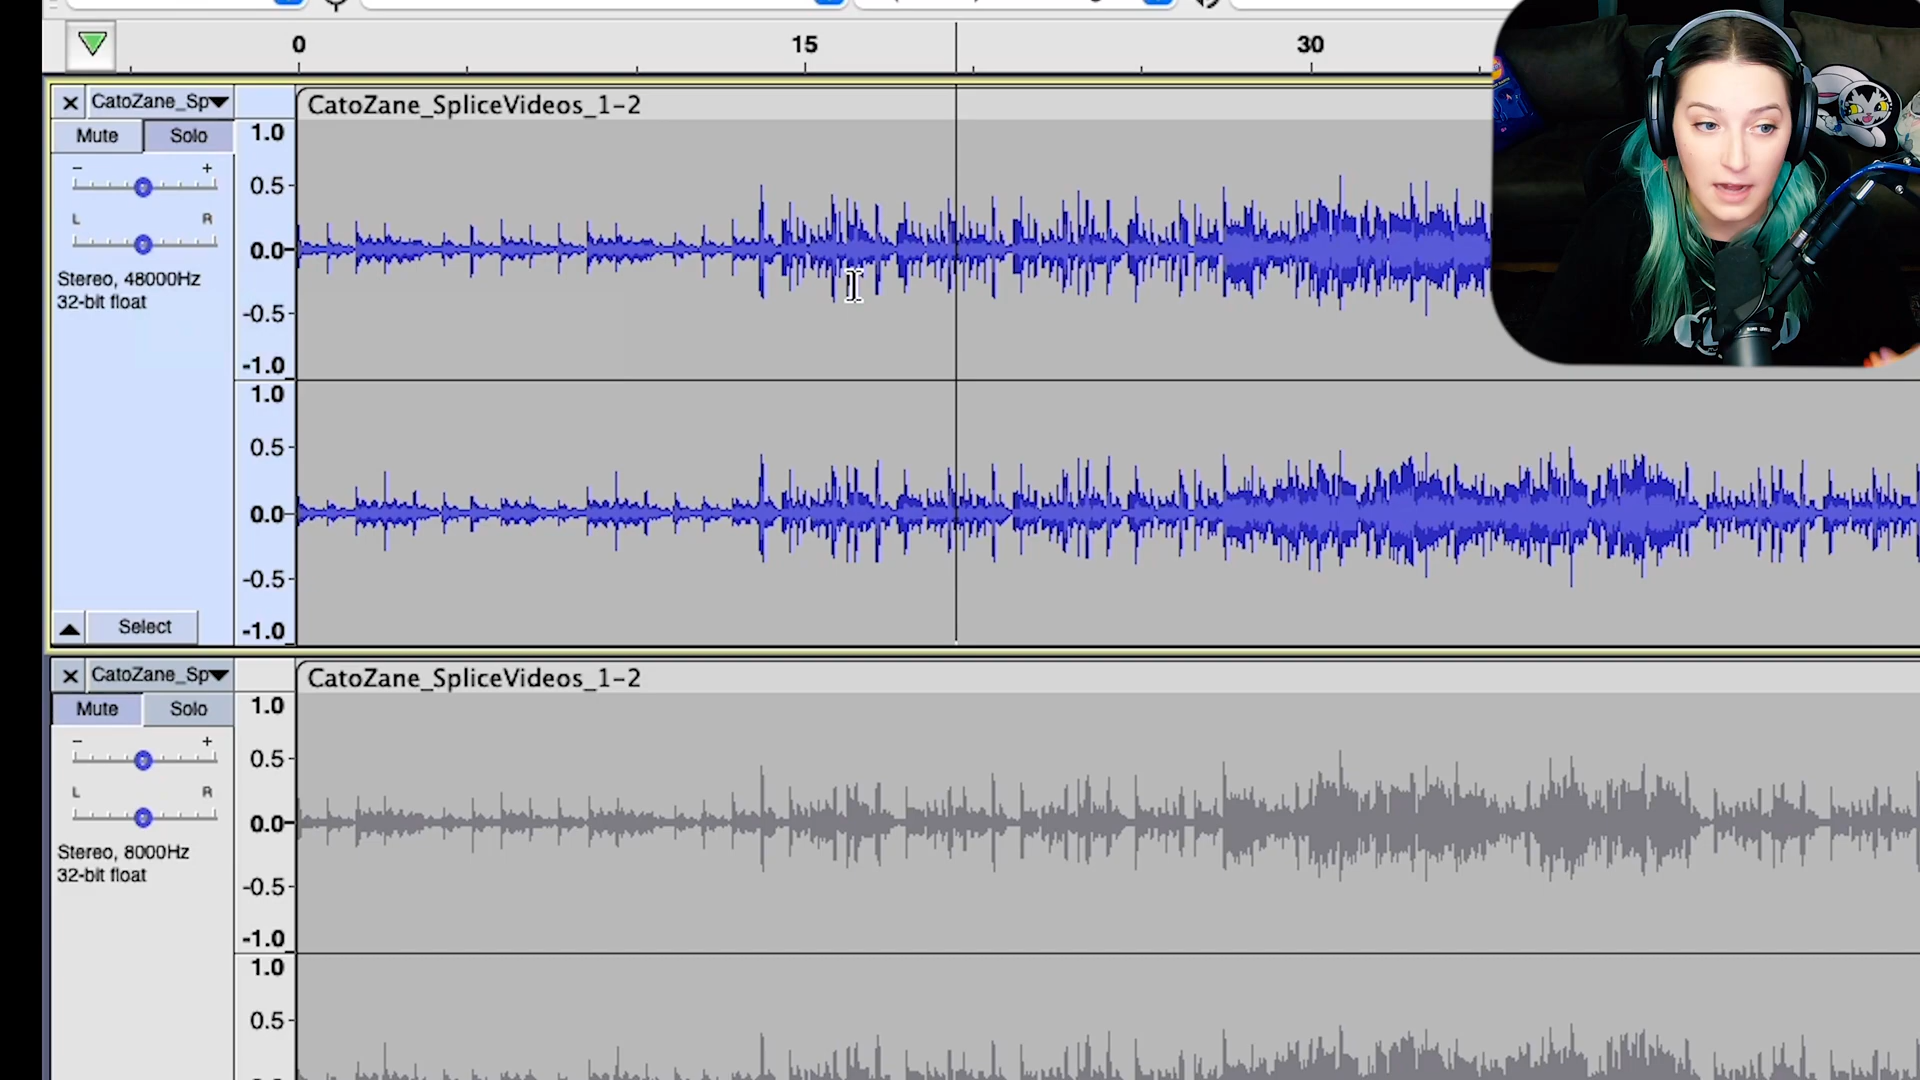 0 15 30
CatoZane_Sp
CatoZane_SpliceVideos_1-2
Mute Solo
- +
L R
Stereo, 48000Hz
32-bit float
1.0
0.5
0.0
-0.5
-1.0
1.0
0.5
0.0
-0.5
-1.0
Select
CatoZane_Sp
CatoZane_SpliceVideos_1-2
Mute Solo
- +
L R
Stereo, 8000Hz
32-bit float
1.0
0.5
0.0
-0.5
-1.0
1.0
0.5